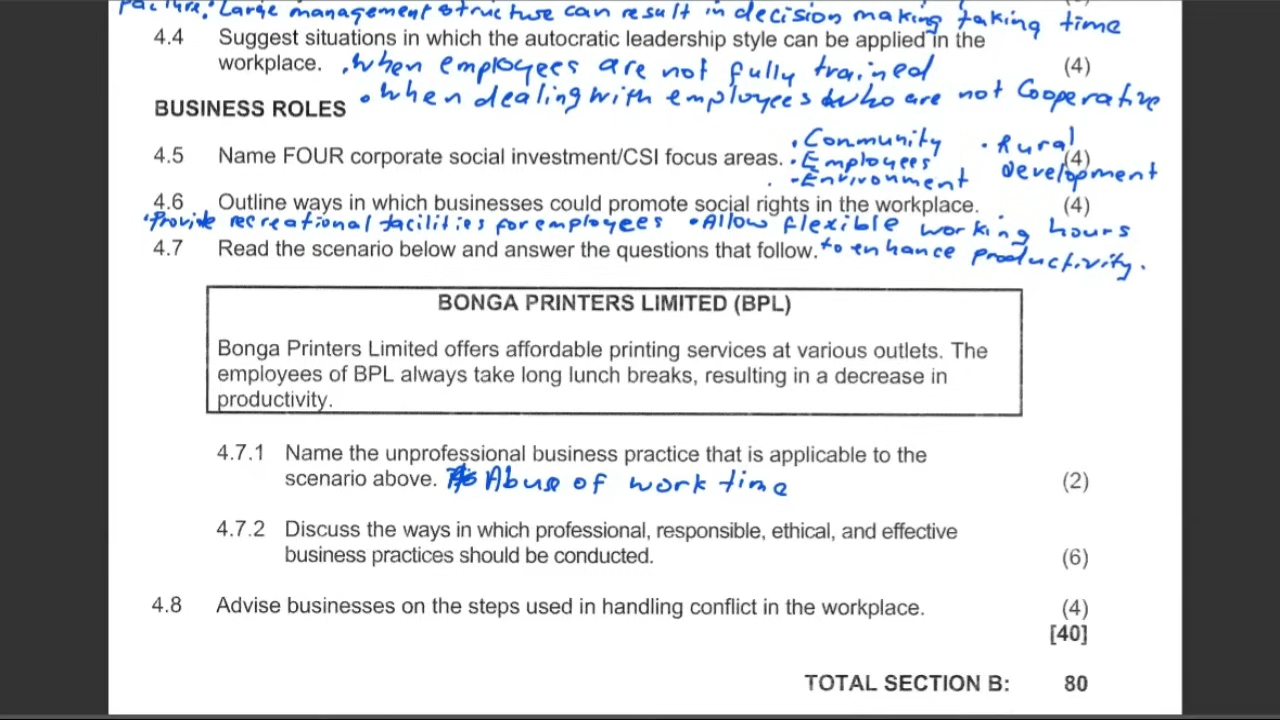 Large management structure can result in decision making taking time
4.4 Suggest situations in which the autocratic leadership style can be applied in the
workplace. .When employees are not fully trained (4)
• When dealing with employees who are not Cooperative
BUSINESS ROLES
• Community • Rural
4.5 Name FOUR corporate social investment/CSI focus areas. • Employees (4)
• Environment development
4.6 Outline ways in which businesses could promote social rights in the workplace. (4)
•Provide recreational facilities for employees • Allow flexible working hours
4.7 Read the scenario below and answer the questions that follow. to enhance productivity.
BONGA PRINTERS LIMITED (BPL)
Bonga Printers Limited offers affordable printing services at various outlets. The
employees of BPL always take long lunch breaks, resulting in a decrease in
productivity.
4.7.1 Name the unprofessional business practice that is applicable to the
scenario above. Abuse of work time (2)
4.7.2 Discuss the ways in which professional, responsible, ethical, and effective
business practices should be conducted. (6)
4.8 Advise businesses on the steps used in handling conflict in the workplace. (4)
[40]
TOTAL SECTION B: 80